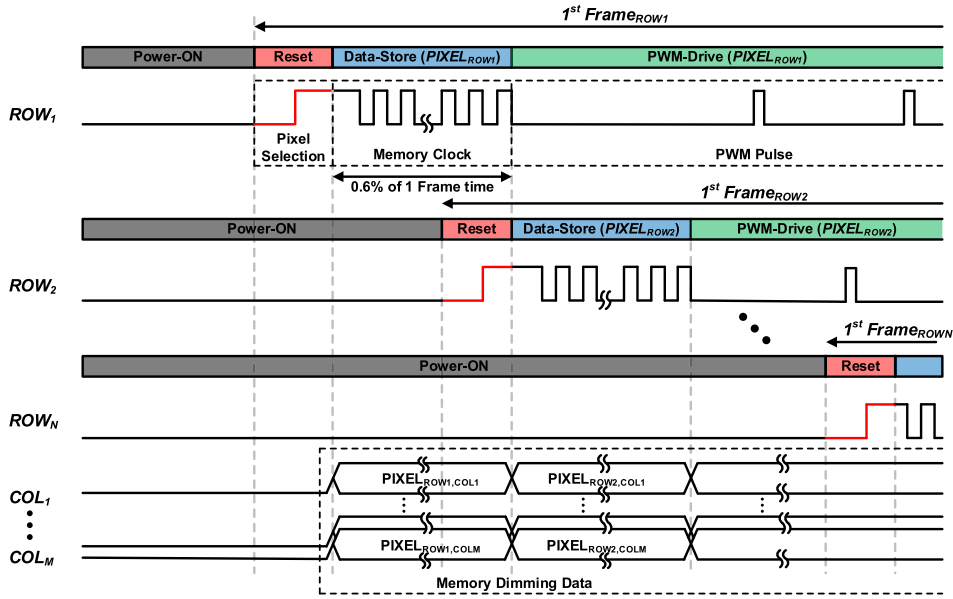 1st FrameROW1
Power-ON Reset Data-Store (PIXELROW1) PWM-Drive (PIXELROW1)
ROW1
Pixel
Selection
Memory Clock
PWM Pulse
0.6% of 1 Frame time
1st FrameROW2
Power-ON Reset Data-Store (PIXELROW2) PWM-Drive (PIXELROW2)
ROW2
1st FrameROWN
Power-ON Reset
ROWN
COL1
PIXELROW1,COL1 PIXELROW2,COL1
COLM
PIXELROW1,COLM PIXELROW2,COLM
Memory Dimming Data